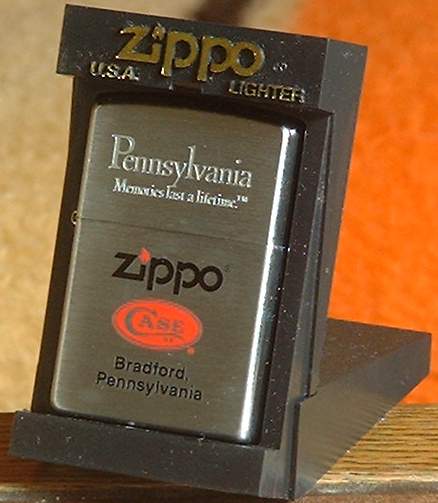 Zippo
U.S.A. LIGHTER
Pennsylvania
Memories last a lifetime.™
Zippo®
CASE
Bradford,
Pennsylvania